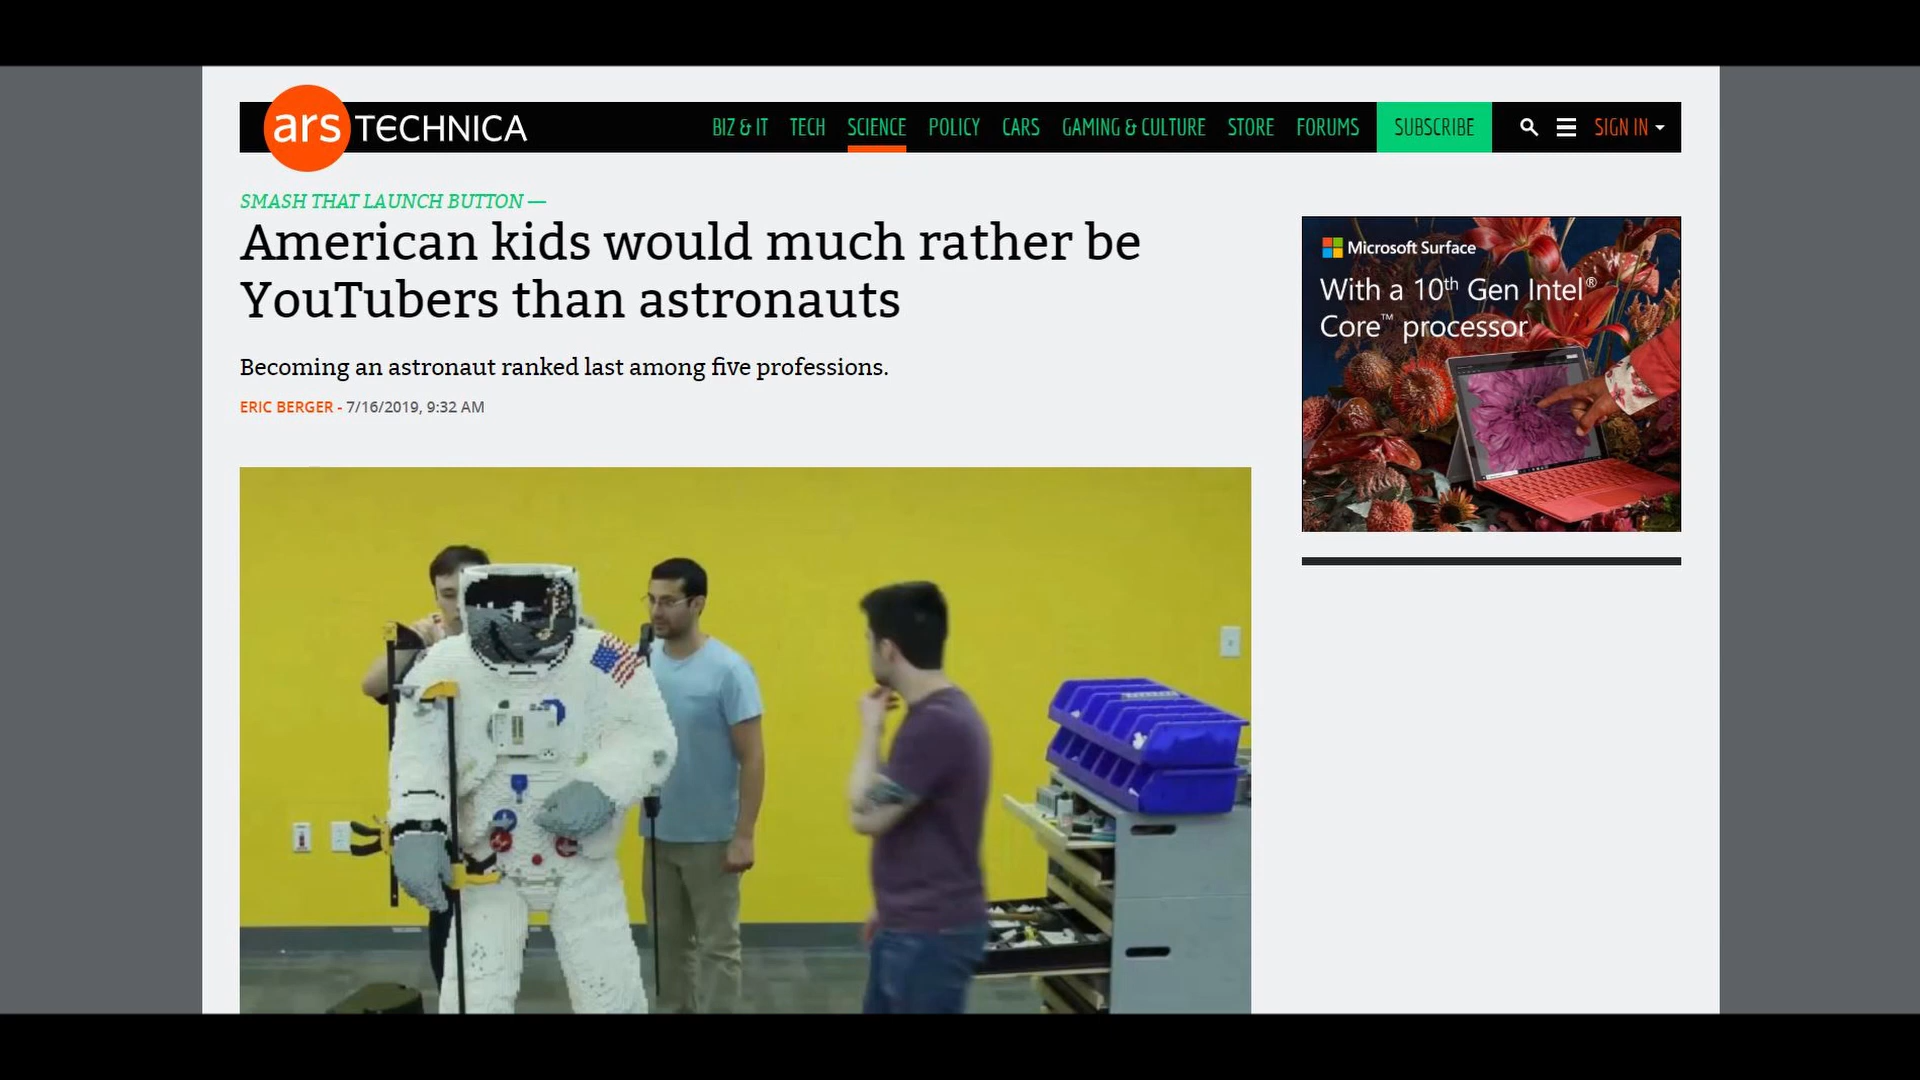 ars TECHNICA
BIZ & IT TECH SCIENCE POLICY CARS GAMING & CULTURE STORE FORUMS SUBSCRIBE SIGN IN
SMASH THAT LAUNCH BUTTON —
American kids would much rather be
YouTubers than astronauts
Becoming an astronaut ranked last among five professions.
ERIC BERGER - 7/16/2019, 9:32 AM
Microsoft Surface
With a 10th Gen Intel®
Core™ processor